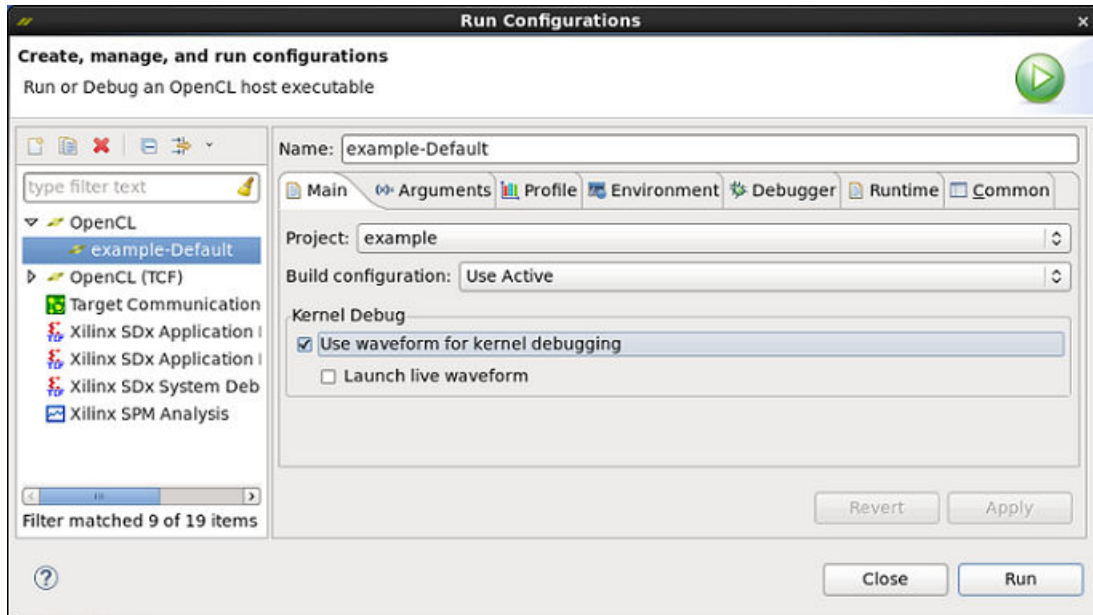 Run Configurations
Create, manage, and run configurations
Run or Debug an OpenCL host executable
type filter text
OpenCL
example-Default
OpenCL (TCF)
Target Communication
Xilinx SDx Application
Xilinx SDx Application
Xilinx SDx System Deb
Xilinx SPM Analysis
Filter matched 9 of 19 items
Name: example-Default
Main Arguments Profile Environment Debugger Runtime Common
Project: example
Build configuration: Use Active
Kernel Debug
Use waveform for kernel debugging
Launch live waveform
Revert Apply
Close Run